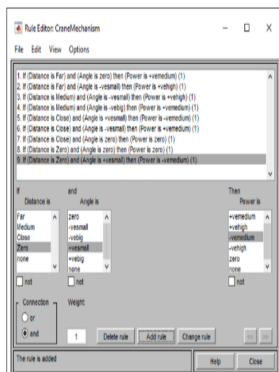 Rule Editor: CraneMechanism
File Edit View Options
1. If (Distance is Far) and (Angle is zero) then (Power is +vemedium) (1)
2. If (Distance is Far) and (Angle is -vesmall) then (Power is +vehigh) (1)
3. If (Distance is Medum) and (Angle is -vesmall) then (Power is +vehigh) (1)
4. If (Distance is Medum) and (Angle is -vebig) then (Power is +vemedium) (1)
5. If (Distance is Close) and (Angle is +vesmall) then (Power is -vemedium) (1)
6. If (Distance is Close) and (Angle is -vesmall) then (Power is +vemedium) (1)
7. If (Distance is Close) and (Angle is zero) then (Power is zero) (1)
8. If (Distance is Zero) and (Angle is zero) then (Power is zero) (1)
9. If (Distance is Zero) and (Angle is +vesmall) then (Power is -vemedium) (1)
If and Then
Distance is Angle is Power is
Far zero +vemedium
Medum -vesmall +vehigh
Close -vebig -vemedium
Zero +vesmall -vehigh
none +vebig zero
none none
not not not
Connection Weight:
or
and 1 Delete rule Add rule Change rule << >>
The rule is added Help Close